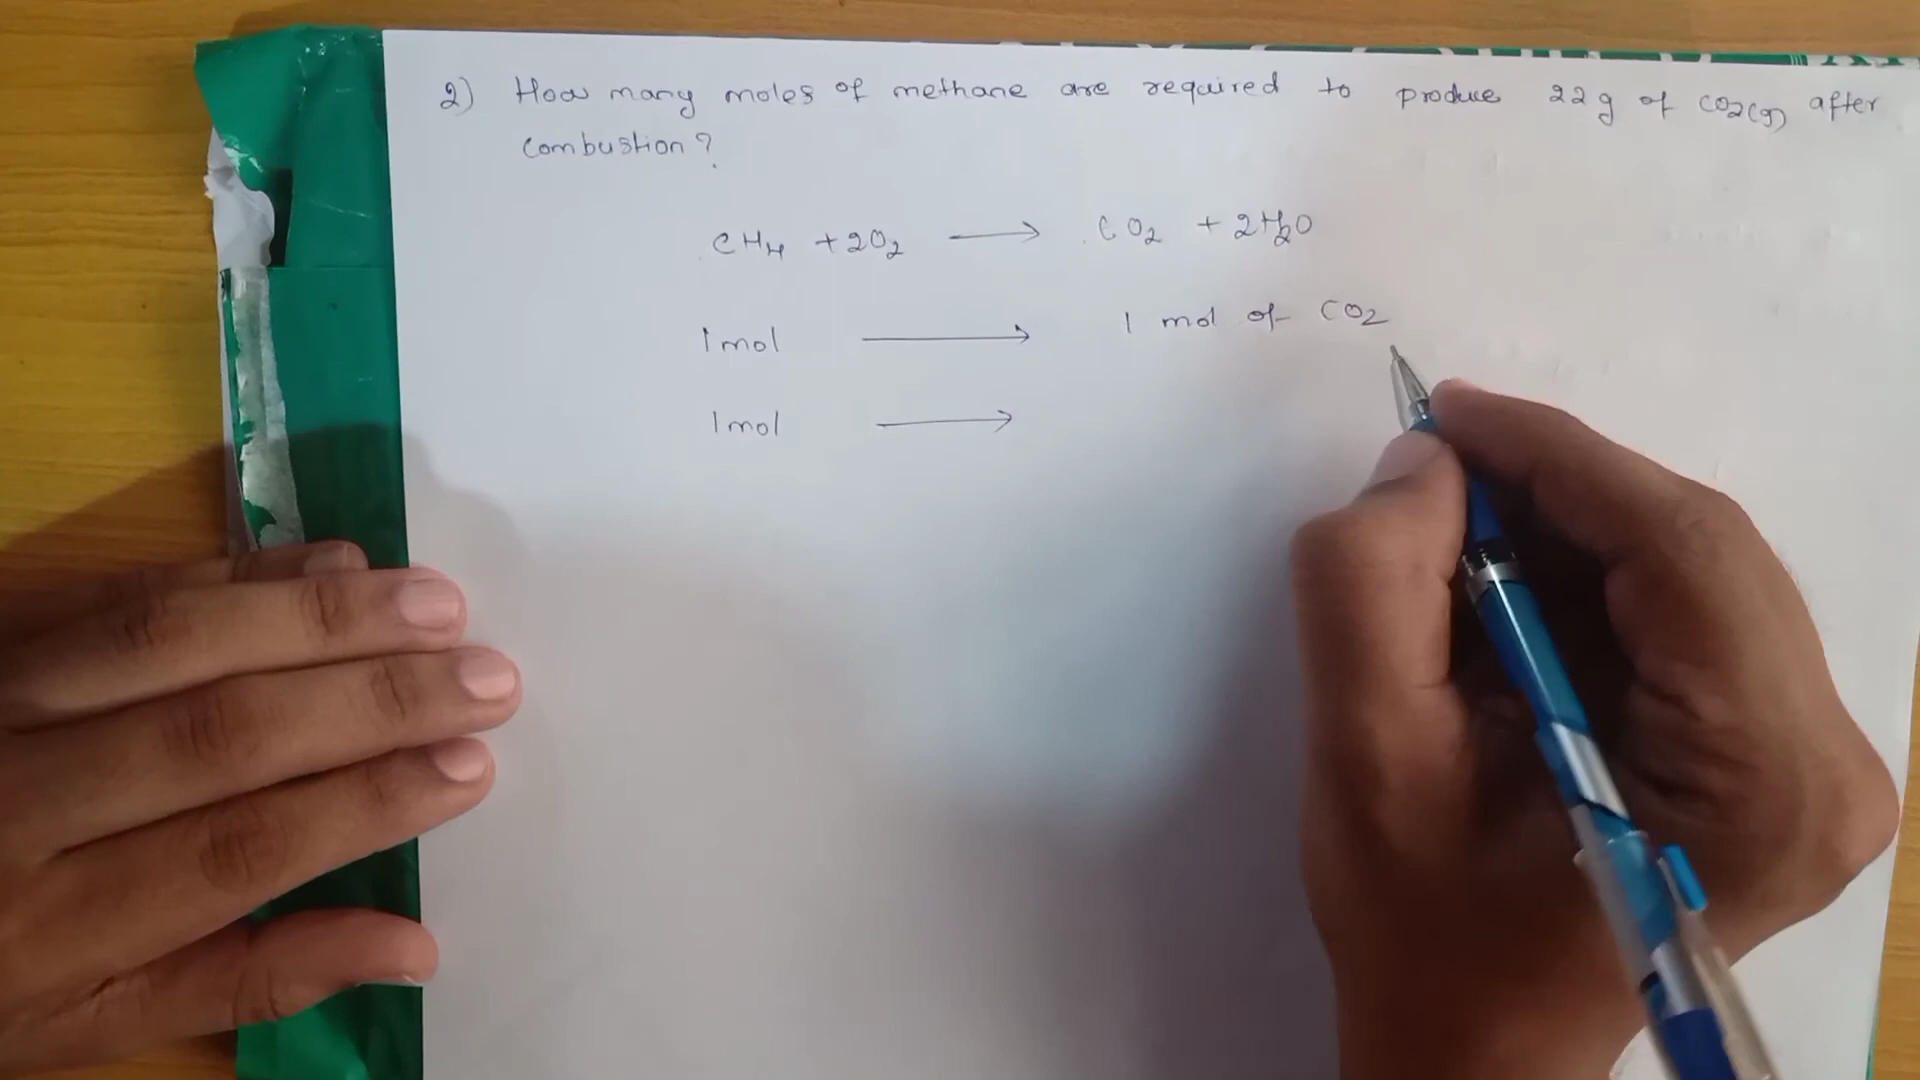 2) How many moles of methane are required to produce 22g of CO2(g) after
combustion?
CH4 + 2O2 → CO2 + 2H2O
1 mol → 1 mol of CO2
1 mol →